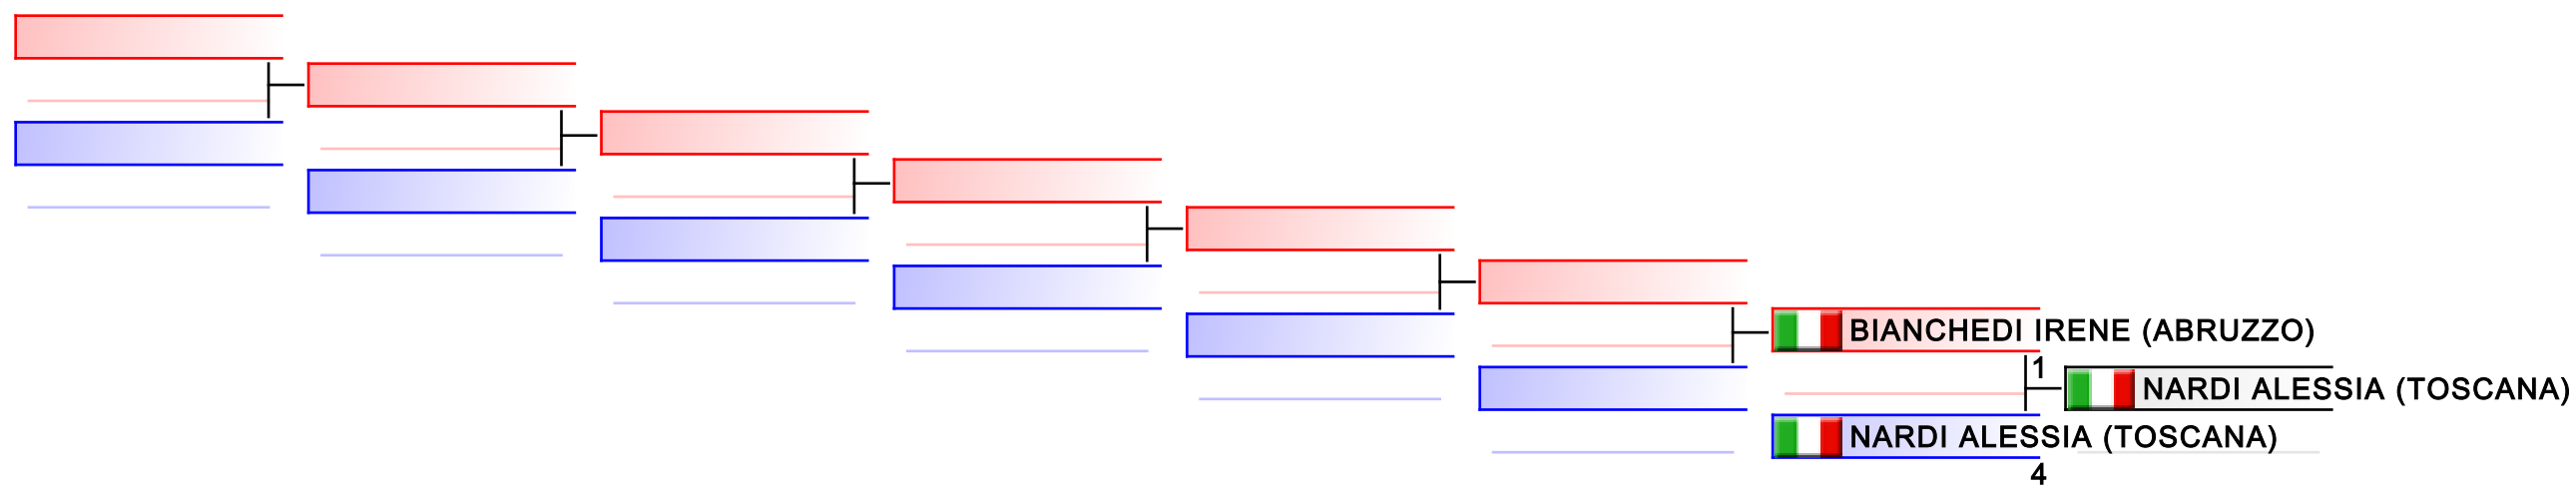 BIANCHEDI IRENE (ABRUZZO)
1
NARDI ALESSIA (TOSCANA)
NARDI ALESSIA (TOSCANA)
4